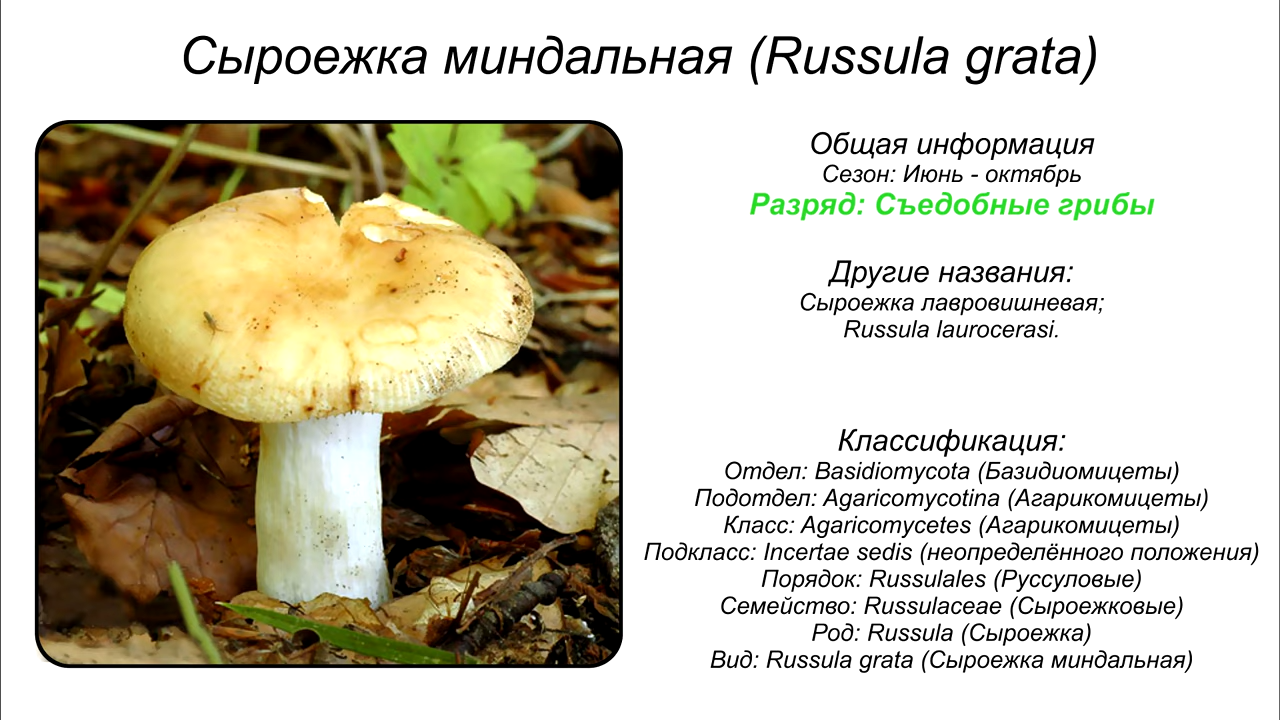 Сыроежка миндальная (Russula grata)
Общая информация
Сезон: Июнь - октябрь
Разряд: Съедобные грибы
Другие названия:
Сыроежка лавровишневая;
Russula laurocerasi.
Классификация:
Отдел: Basidiomycota (Базидиомицеты)
Подотдел: Agaricomycotina (Агарикомицеты)
Класс: Agaricomycetes (Агарикомицеты)
Подкласс: Incertae sedis (неопределённого положения)
Порядок: Russulales (Руссуловые)
Семейство: Russulaceae (Сыроежковые)
Род: Russula (Сыроежка)
Вид: Russula grata (Сыроежка миндальная)